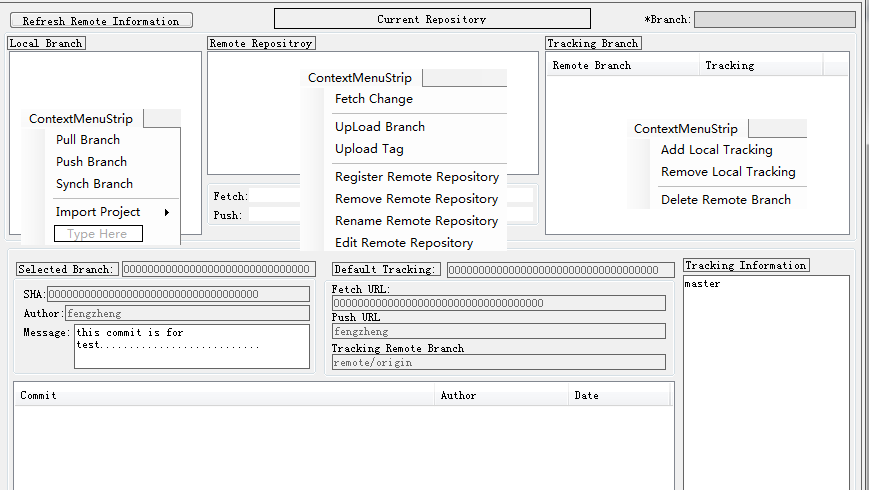 Refresh Remote Information
Current Repository
*Branch:
Local Branch
Remote Repositroy
Tracking Branch
ContextMenuStrip
Pull Branch
Push Branch
Synch Branch
Import Project
Type Here
ContextMenuStrip
Fetch Change
UpLoad Branch
Upload Tag
Register Remote Repository
Remove Remote Repository
Rename Remote Repository
Edit Remote Repository
Fetch:
Push:
Remote Branch Tracking
ContextMenuStrip
Add Local Tracking
Remove Local Tracking
Delete Remote Branch
Selected Branch: 0000000000000000000000000000000
SHA: 00000000000000000000000000000000000
Author: fengzheng
Message: this commit is for
test...........................
Default Tracking: 00000000000000000000000000000000000
Fetch URL:
00000000000000000000000000000000000
Push URL
fengzheng
Tracking Remote Branch
remote/origin
Tracking Information
master
Commit Author Date